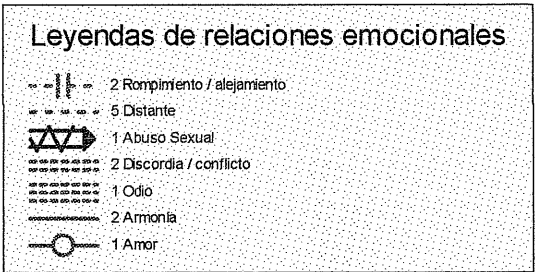 Leyendas de relaciones emocionales
2 Rompimiento / alejamiento
5 Distante
1 Abuso Sexual
2 Discordia / conflicto
1 Odio
2 Armonía
1 Amor